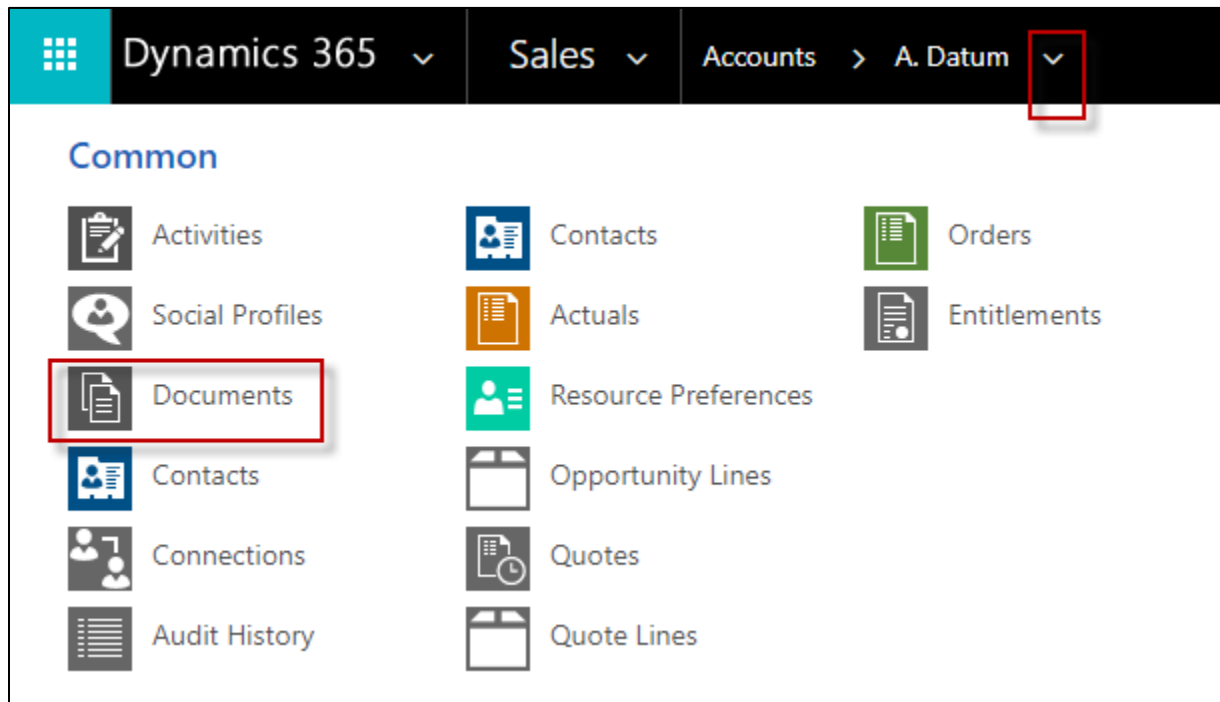 Dynamics 365 Sales Accounts > A. Datum
Common
Activities Contacts Orders
Social Profiles Actuals Entitlements
Documents Resource Preferences
Contacts Opportunity Lines
Connections Quotes
Audit History Quote Lines